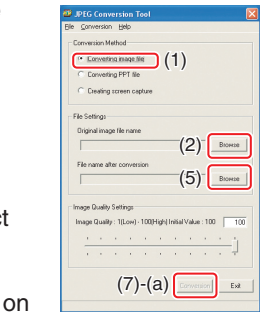 JPEG Conversion Tool
File Conversion Help
Conversion Method
Converting image file (1)
Converting PPT file
Creating screen capture
File Settings
Original image file name
(2) Browse
File name after conversion
(5) Browse
ct
Image Quality Settings
Image Quality : 1(Low) - 100(High) Initial Value : 100 100
(7)-(a) Conversion Exit
on